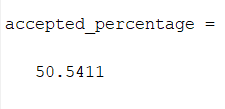 accepted_percentage =
50.5411